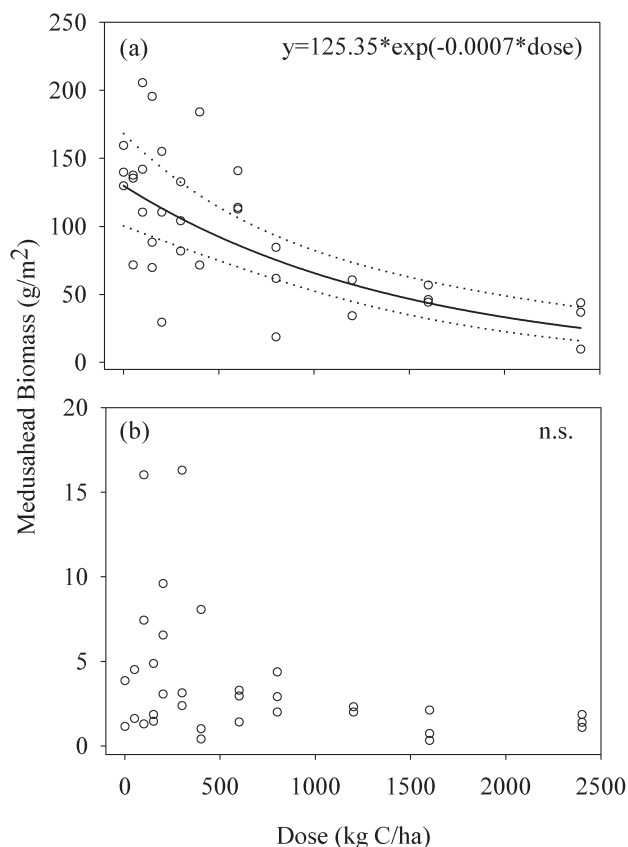 Medusahead Biomass (g/m²)
250
200
150
100
50
0
(a)
y=125.35*exp(-0.0007*dose)
20
15
10
5
0
(b)
n.s.
0 500 1000 1500 2000 2500
Dose (kg C/ha)